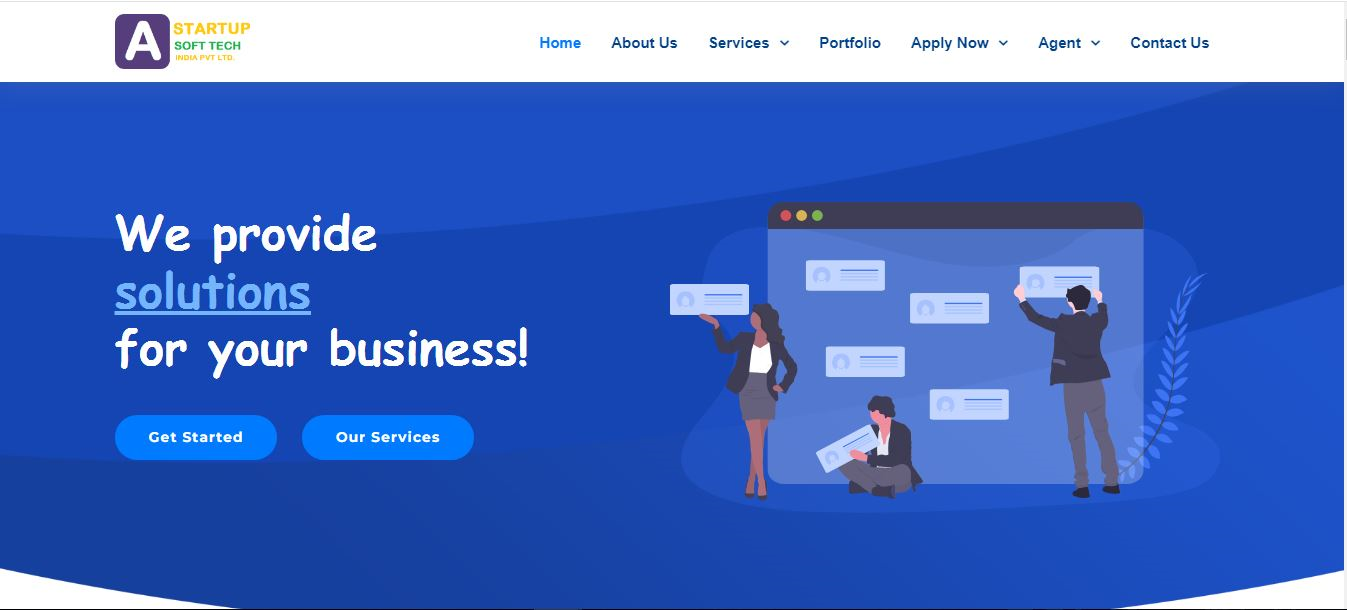 A
STARTUP
SOFT TECH
INDIA PVT LTD.
Home About Us Services Portfolio Apply Now Agent Contact Us
We provide
solutions
for your business!
Get Started Our Services